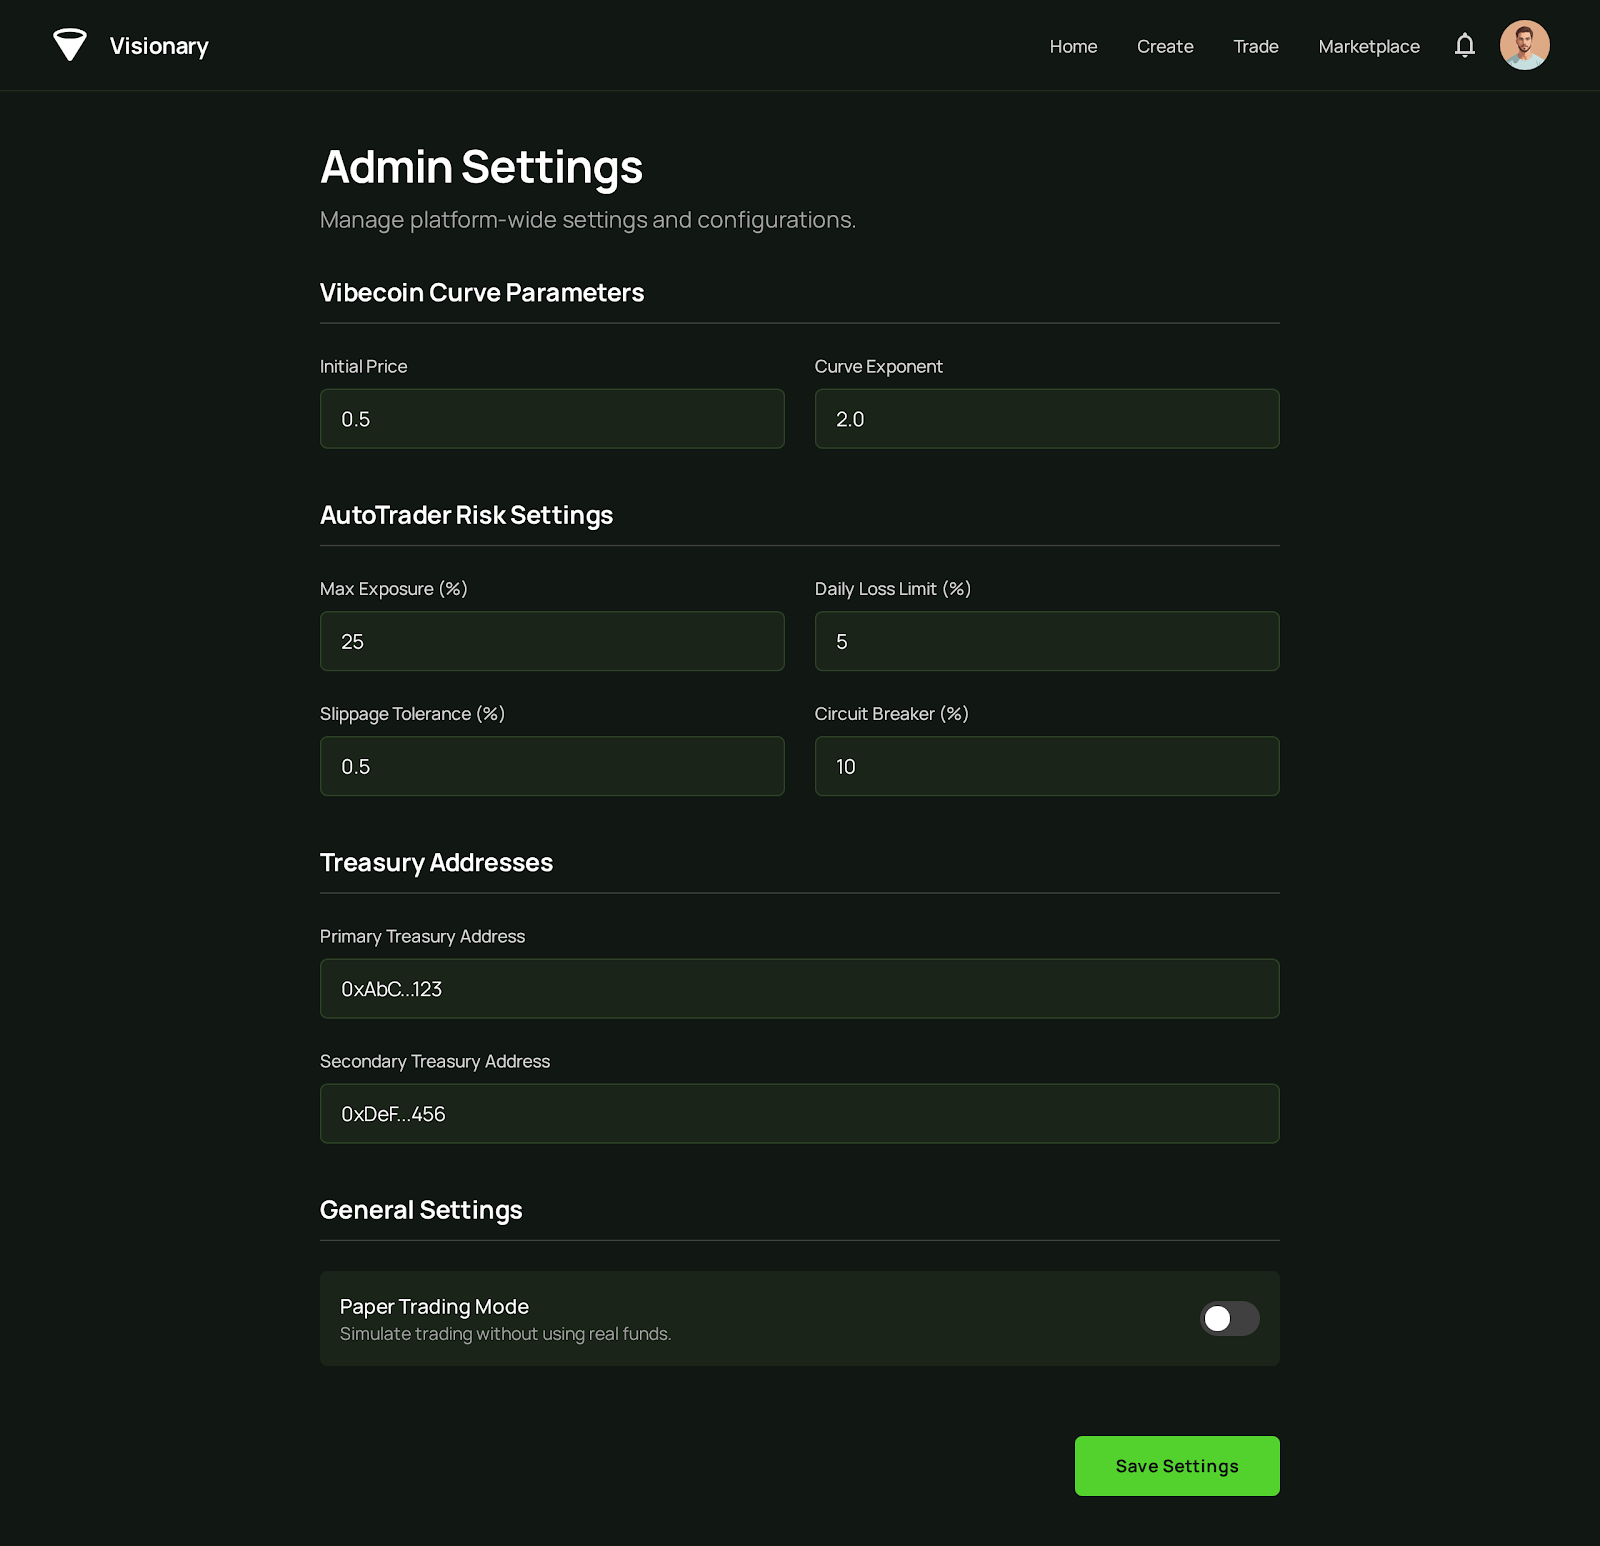 Visionary
Home
Create
Trade
Marketplace
Admin Settings
Manage platform-wide settings and configurations.
Vibecoin Curve Parameters
Initial Price
Curve Exponent
0.5
2.0
AutoTrader Risk Settings
Max Exposure (%)
Daily Loss Limit (%)
25
5
Slippage Tolerance (%)
Circuit Breaker (%)
0.5
10
Treasury Addresses
Primary Treasury Address
0xAbC...123
Secondary Treasury Address
0xDeF...456
General Settings
Paper Trading Mode
Simulate trading without using real funds.
Save Settings